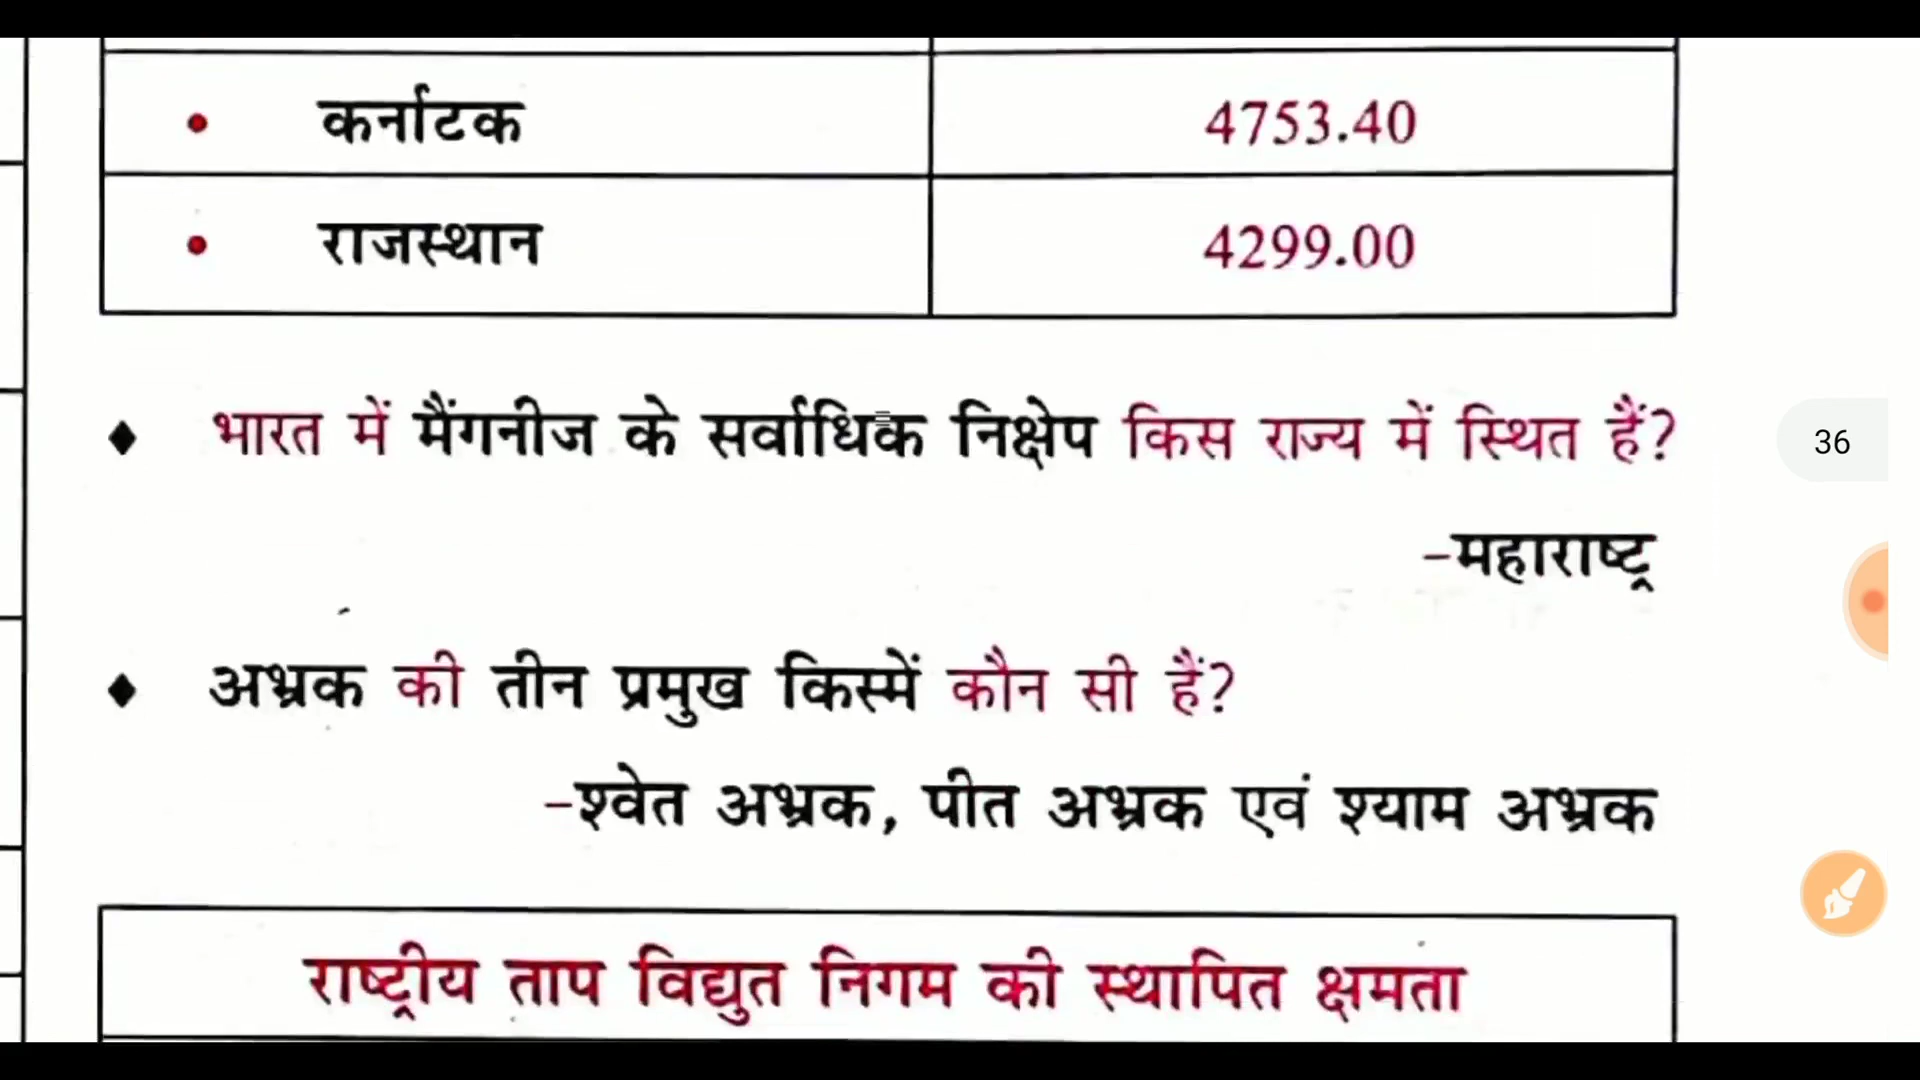 • कर्नाटक 4753.40
• राजस्थान 4299.00
♦ भारत में मैंगनीज के सर्वाधिक निक्षेप किस राज्य में स्थित हैं?
36
–महाराष्ट्र
♦ अभ्रक की तीन प्रमुख किस्में कौन सी हैं?
–श्वेत अभ्रक, पीत अभ्रक एवं श्याम अभ्रक
राष्ट्रीय ताप विद्युत निगम की स्थापित क्षमता